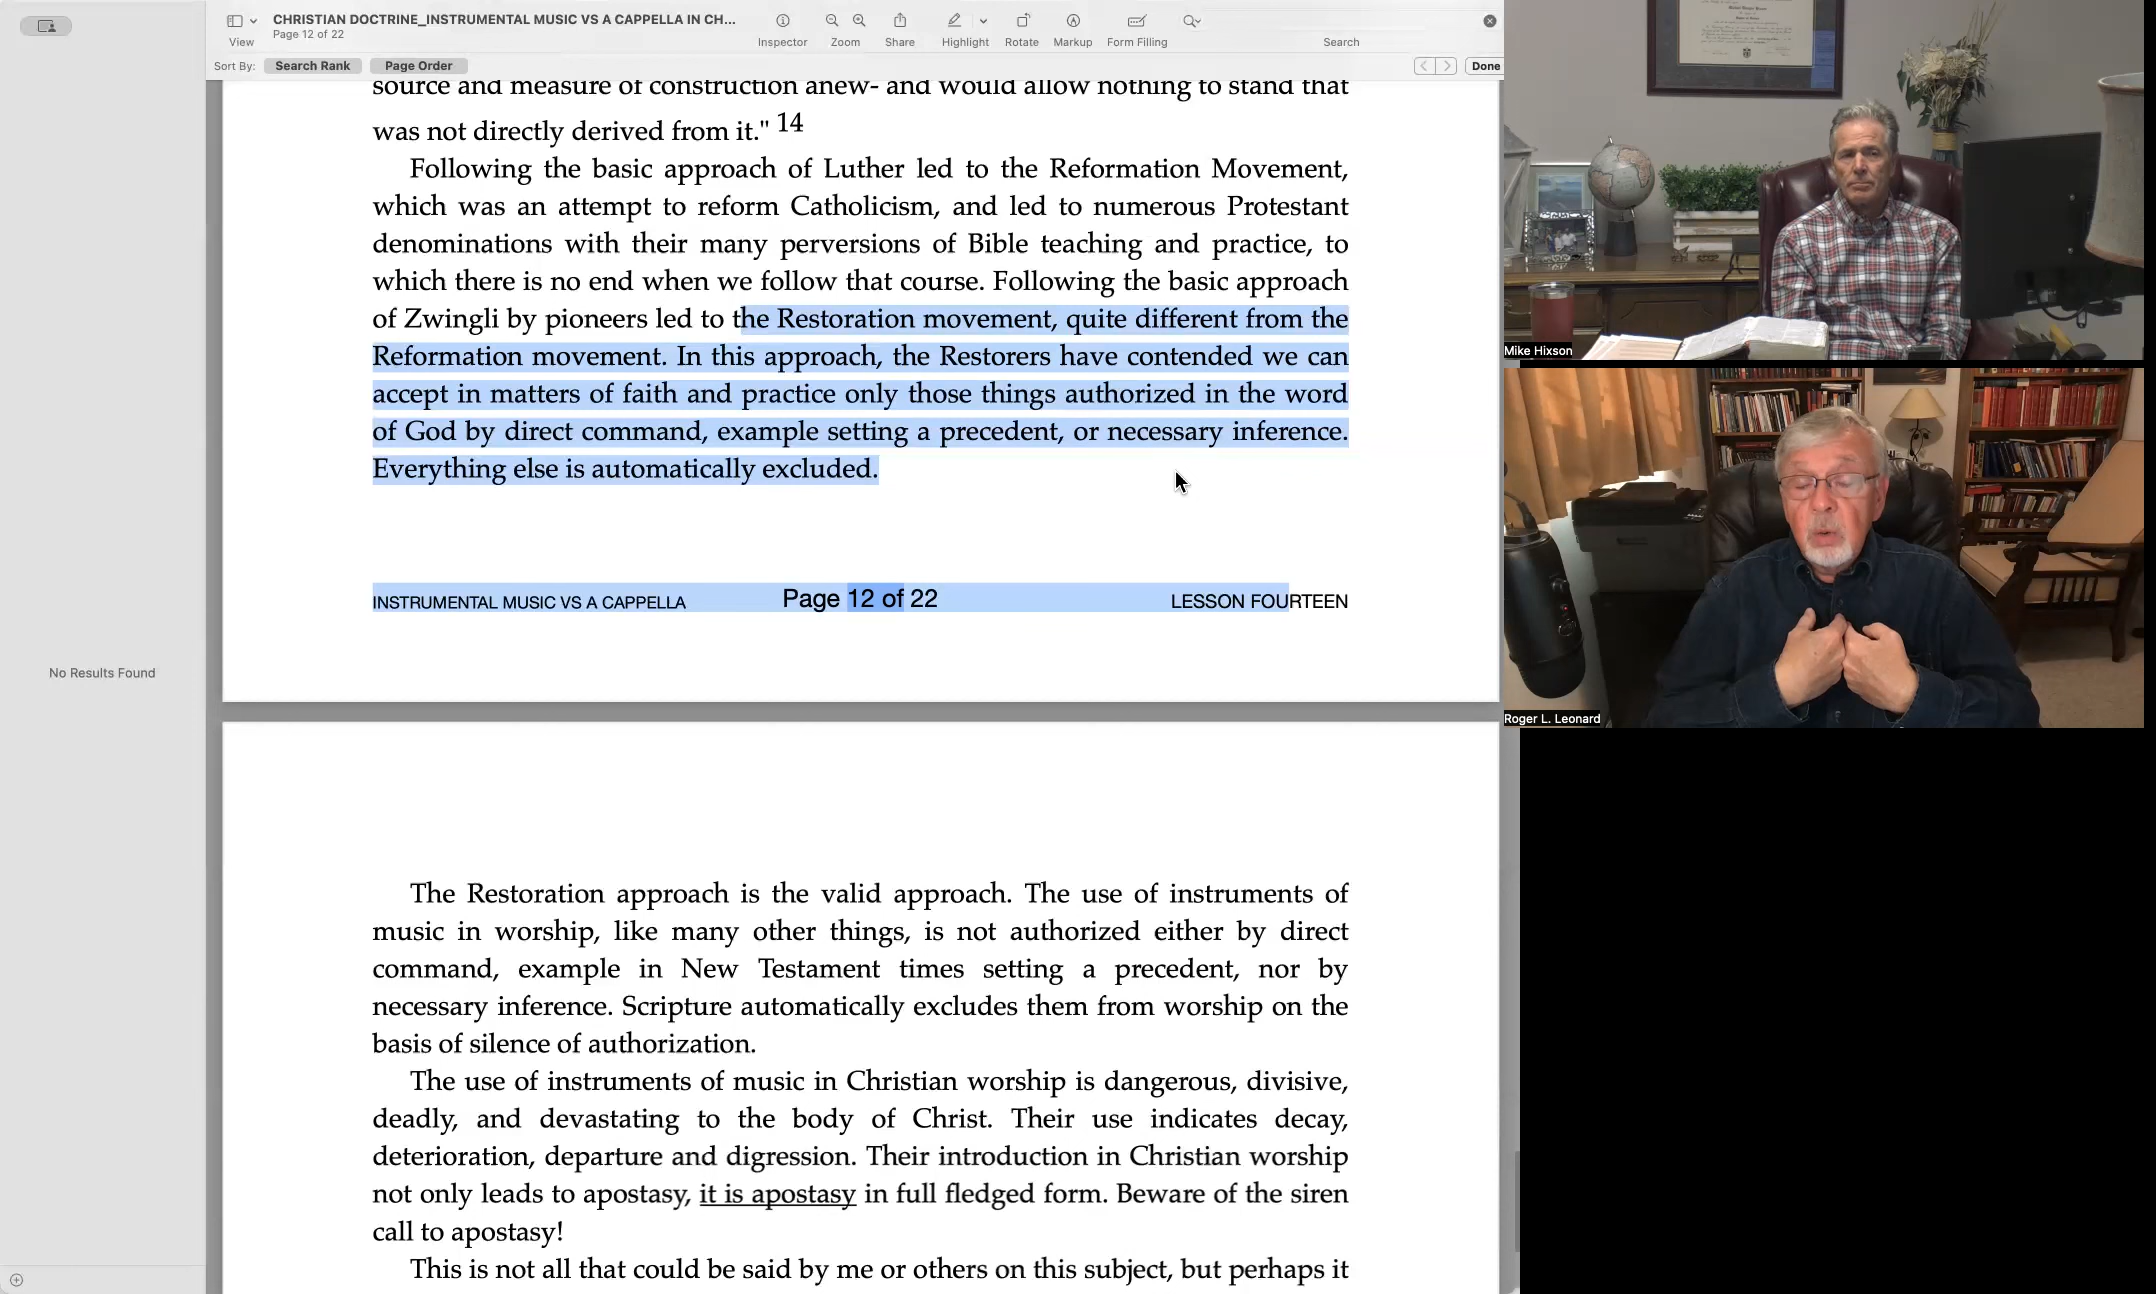 CHRISTIAN DOCTRINE_INSTRUMENTAL MUSIC VS A CAPPELLA IN CH...
Page 12 of 22
View
Inspector
Zoom
Share
Highlight
Rotate
Markup
Form Filling
Search
Sort By:
Search Rank
Page Order
Done
No Results Found
source and measure of construction anew- and would allow nothing to stand that
was not directly derived from it." 14
Following the basic approach of Luther led to the Reformation Movement,
which was an attempt to reform Catholicism, and led to numerous Protestant
denominations with their many perversions of Bible teaching and practice, to
which there is no end when we follow that course. Following the basic approach
of Zwingli by pioneers led to the Restoration movement, quite different from the
Reformation movement. In this approach, the Restorers have contended we can
accept in matters of faith and practice only those things authorized in the word
of God by direct command, example setting a precedent, or necessary inference.
Everything else is automatically excluded.
INSTRUMENTAL MUSIC VS A CAPPELLA Page 12 of 22 LESSON FOURTEEN
The Restoration approach is the valid approach. The use of instruments of
music in worship, like many other things, is not authorized either by direct
command, example in New Testament times setting a precedent, nor by
necessary inference. Scripture automatically excludes them from worship on the
basis of silence of authorization.
The use of instruments of music in Christian worship is dangerous, divisive,
deadly, and devastating to the body of Christ. Their use indicates decay,
deterioration, departure and digression. Their introduction in Christian worship
not only leads to apostasy, it is apostasy in full fledged form. Beware of the siren
call to apostasy!
This is not all that could be said by me or others on this subject, but perhaps it
Mike Hixson
Roger L. Leonard